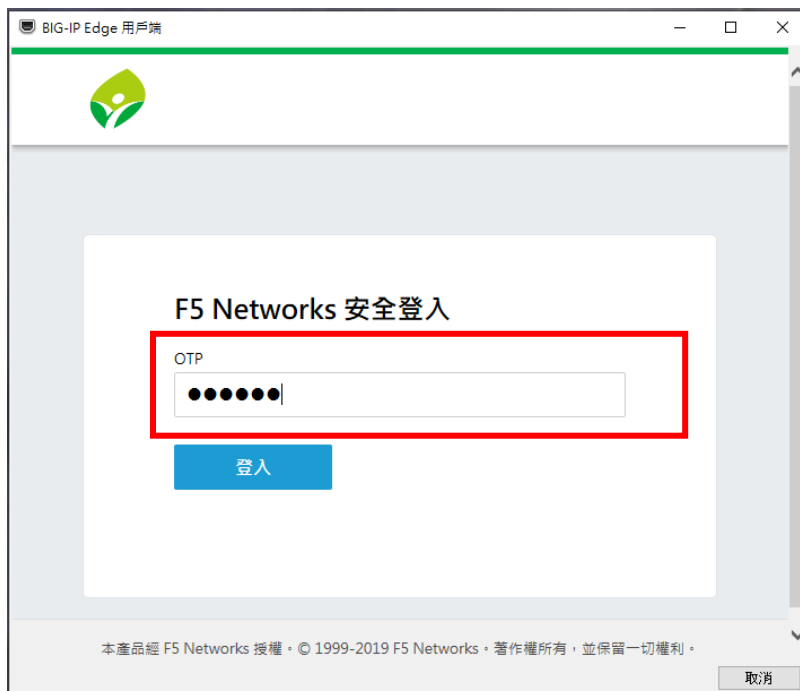 BIG-IP Edge 用戶端
F5 Networks 安全登入
OTP
●●●●●●
登入
本產品經 F5 Networks 授權。© 1999-2019 F5 Networks。著作權所有，並保留一切權利。
取消